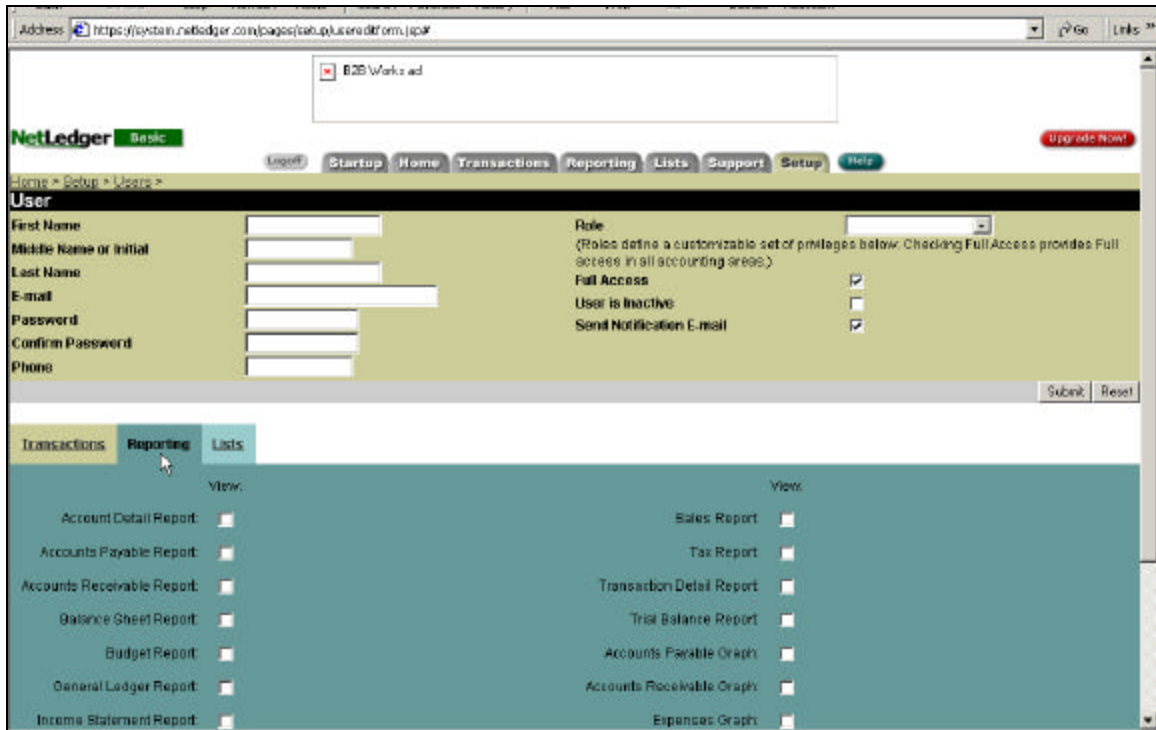 Address https://system.netledger.com/pages/setup/usereditform.jsp# Go Links »
B2B Works ad
NetLedger Basic
Upgrade Now!
Logoff Startup Home Transactions Reporting Lists Support Setup Help
Home > Setup > Users >
User
First Name
Middle Name or Initial
Last Name
E-mail
Password
Confirm Password
Phone
Role
(Roles define a customizable set of privileges below. Checking Full Access provides Full
access in all accounting areas.)
Full Access
User is Inactive
Send Notification E-mail
Submit Reset
Transactions Reporting Lists
View: View:
Account Detail Report: Sales Report
Accounts Payable Report: Tax Report
Accounts Receivable Report: Transaction Detail Report
Balance Sheet Report: Trial Balance Report
Budget Report: Accounts Payable Graph:
General Ledger Report: Accounts Receivable Graph:
Income Statement Report: Expenses Graph: